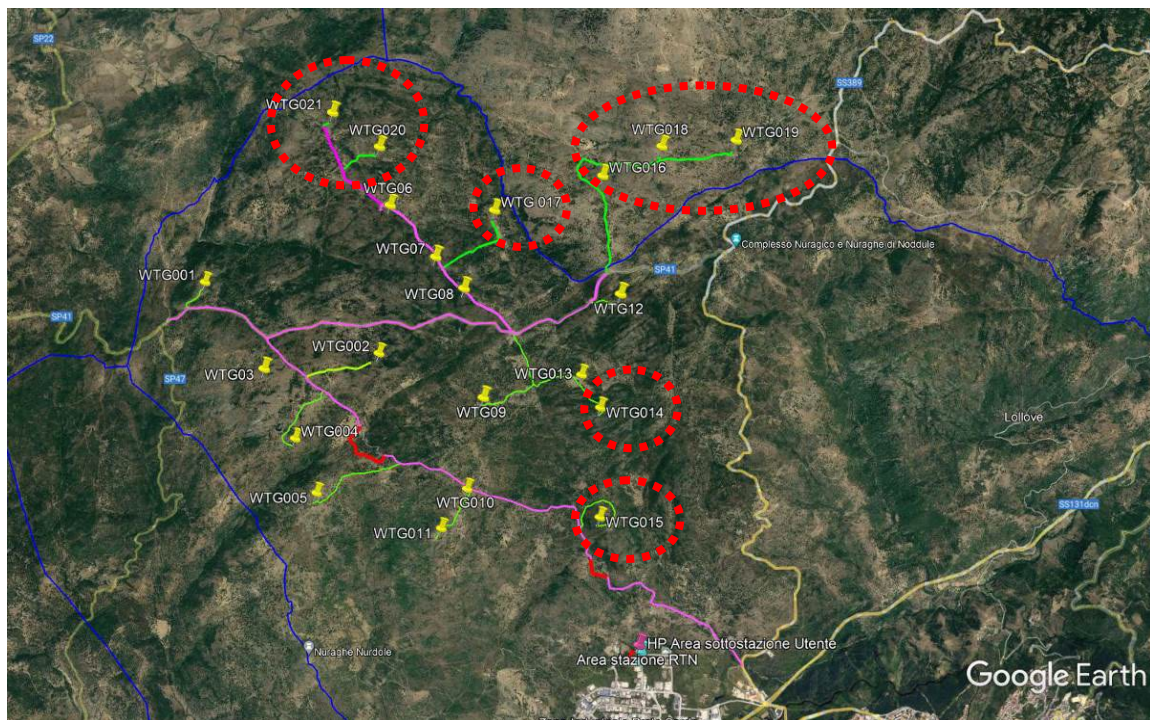 SP22
SS389
WTG021
WTG020
WTG018
WTG019
WTG016
WTG06
WTG 017
Complesso Nuragico e Nuraghe di Noddule
WTG07
SP41
WTG001
WTG08
WTG12
SP41
WTG002
WTG03
WTG013
SP47
WTG09
WTG014
Lollove
WTG004
WTG005
WTG010
SS131dcn
WTG015
WTG011
HP Area sottostazione Utente
Nuraghe Nurdole
Area stazione RTN
Google Earth